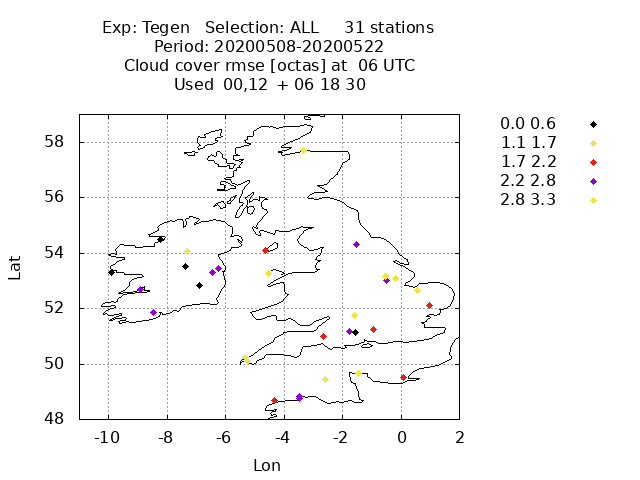 Exp: Tegen Selection: ALL 31 stations
Period: 20200508-20200522
Cloud cover rmse [octas] at 06 UTC
Used 00,12 + 06 18 30
0.0 0.6
1.1 1.7
1.7 2.2
2.2 2.8
2.8 3.3
58
56
54
52
50
48
Lat
-10 -8 -6 -4 -2 0 2
Lon